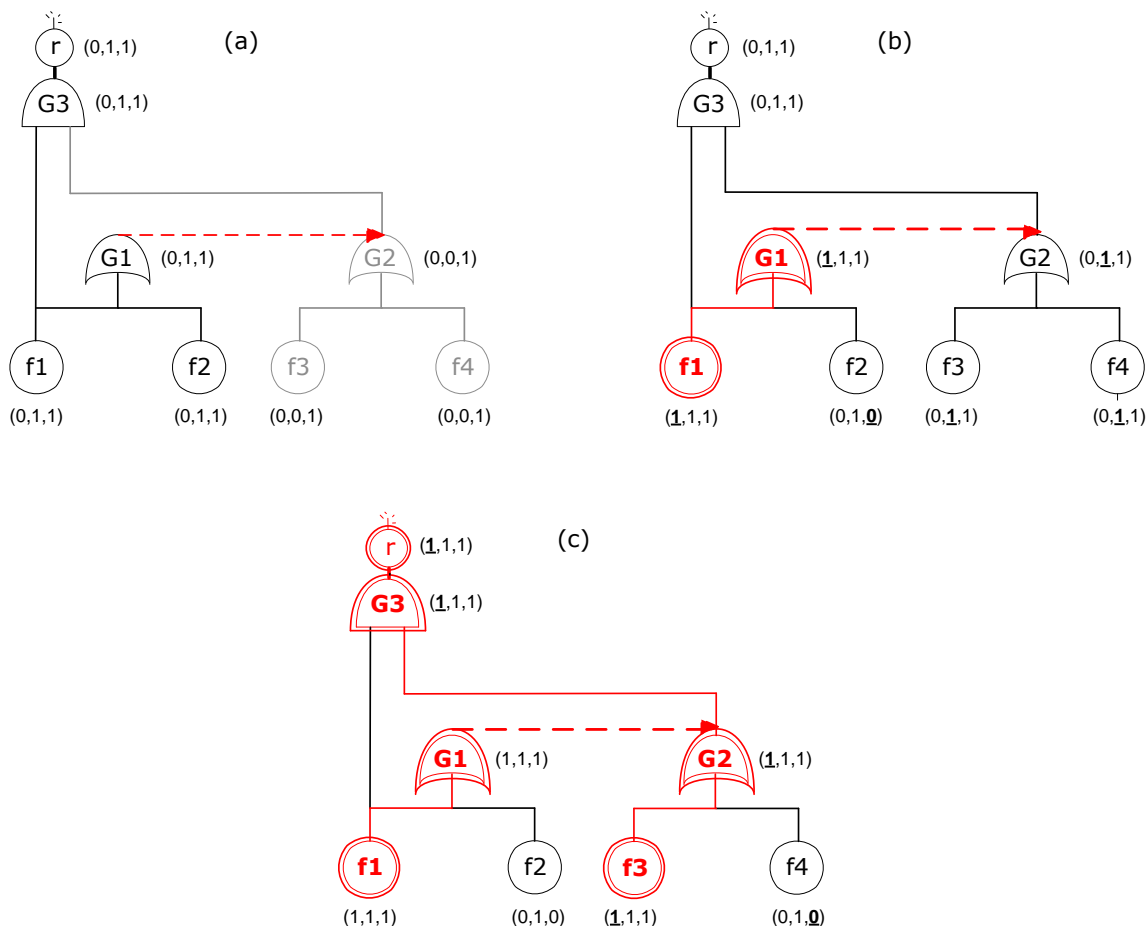 r (0,1,1) (a)
G3 (0,1,1)
G1 (0,1,1) G2 (0,0,1)
f1 f2 f3 f4
(0,1,1) (0,1,1) (0,0,1) (0,0,1)
r (0,1,1) (b)
G3 (0,1,1)
G1 (1,1,1) G2 (0,1,1)
f1 f2 f3 f4
(1,1,1) (0,1,0) (0,1,1) (0,1,1)
r (1,1,1) (c)
G3 (1,1,1)
G1 (1,1,1) G2 (1,1,1)
f1 f2 f3 f4
(1,1,1) (0,1,0) (1,1,1) (0,1,0)